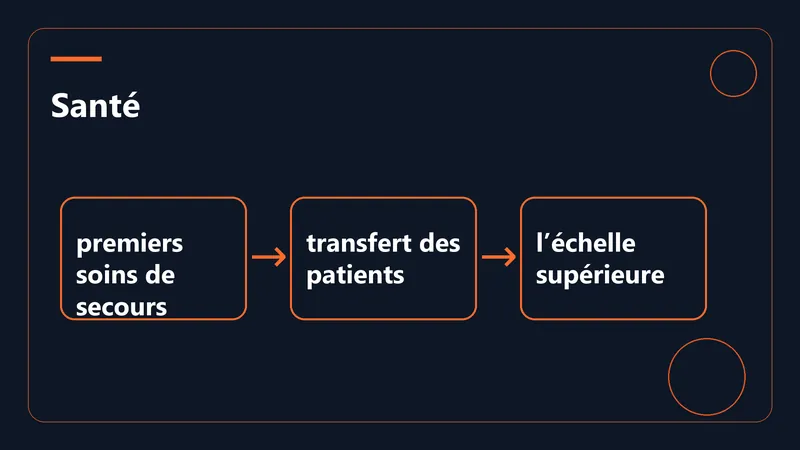 Santé
premiers
soins de
secours
transfert des
patients
l’échelle
supérieure